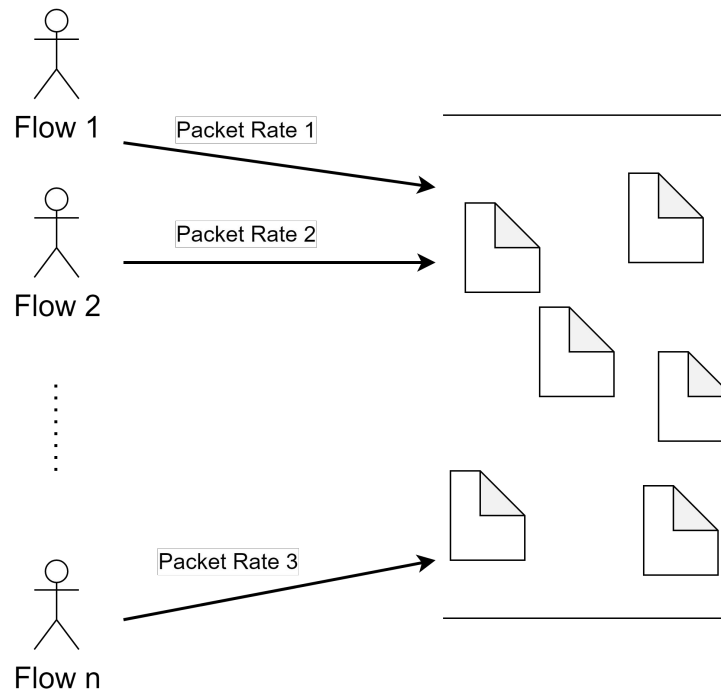 Flow 1
Packet Rate 1
Packet Rate 2
Flow 2
Packet Rate 3
Flow n